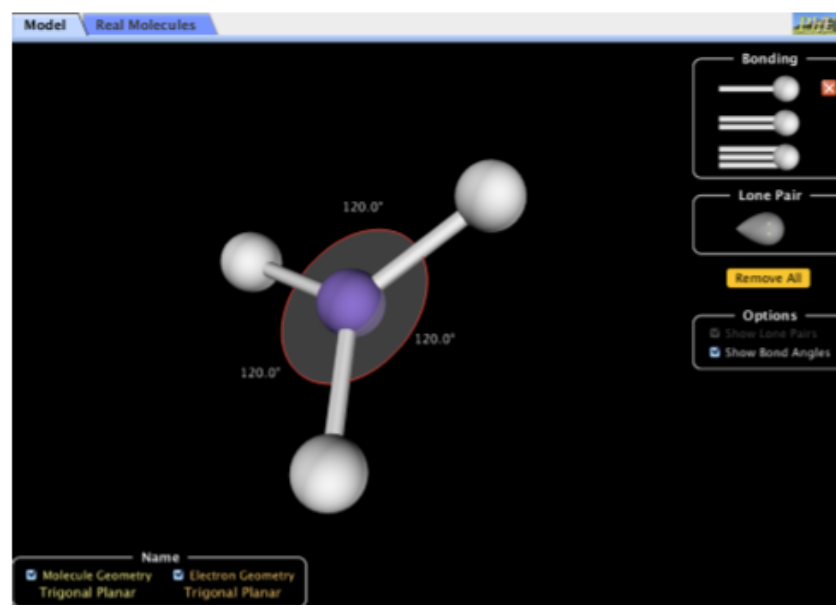 Model
Real Molecules
PhET
Bonding
120.0°
120.0°
120.0°
Lone Pair
Remove All
Options
Show Lone Pairs
Show Bond Angles
Name
Molecule Geometry
Electron Geometry
Trigonal Planar
Trigonal Planar